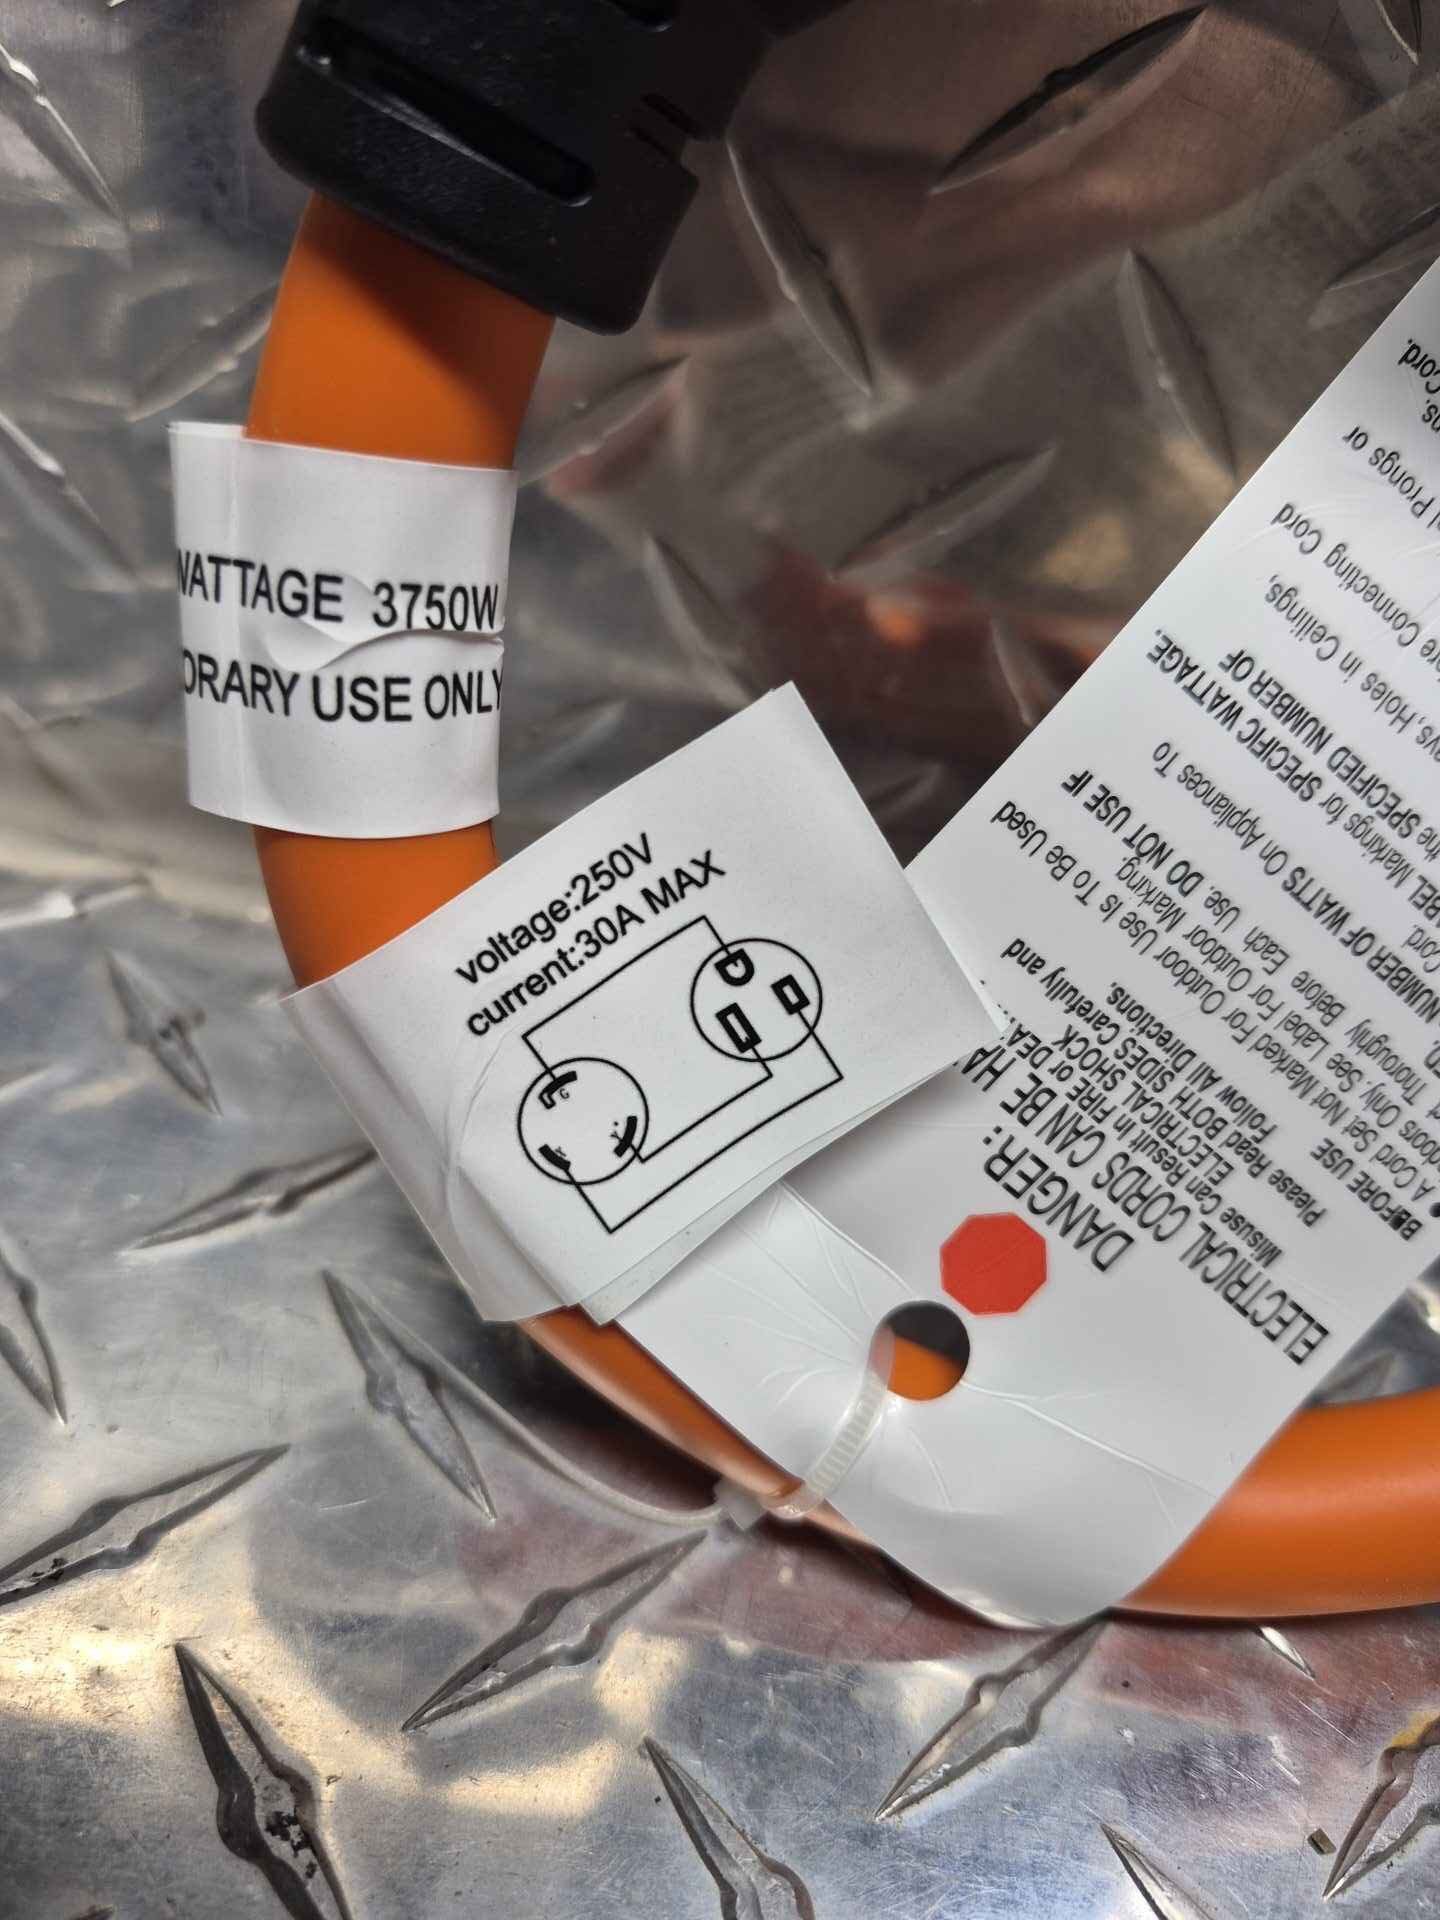 WATTAGE 3750W
ORARY USE ONLY
voltage:250V
current:30A MAX
G
DANGER:
ELECTRICAL CORDS CAN BE HA
Misuse Can Result in FIRE or DEA
ELECTRICAL SHOCK
Please Read BOTH SIDES Carefully and
Follow All Directions.
BEFORE USE
A Cord Set Not Marked For Outdoor Use Is To Be Used
doors Only. See Label For Outdoor Marking.
Thoroughly Before Each Use. DO NOT USE IF
NUMBER OF WATTS On Appliances To
Cord.
BEL Markings for SPECIFIC WATTAGE.
the SPECIFIED NUMBER OF
ays, Holes in Ceilings,
ore Connecting Cord
Prongs or
Cord.